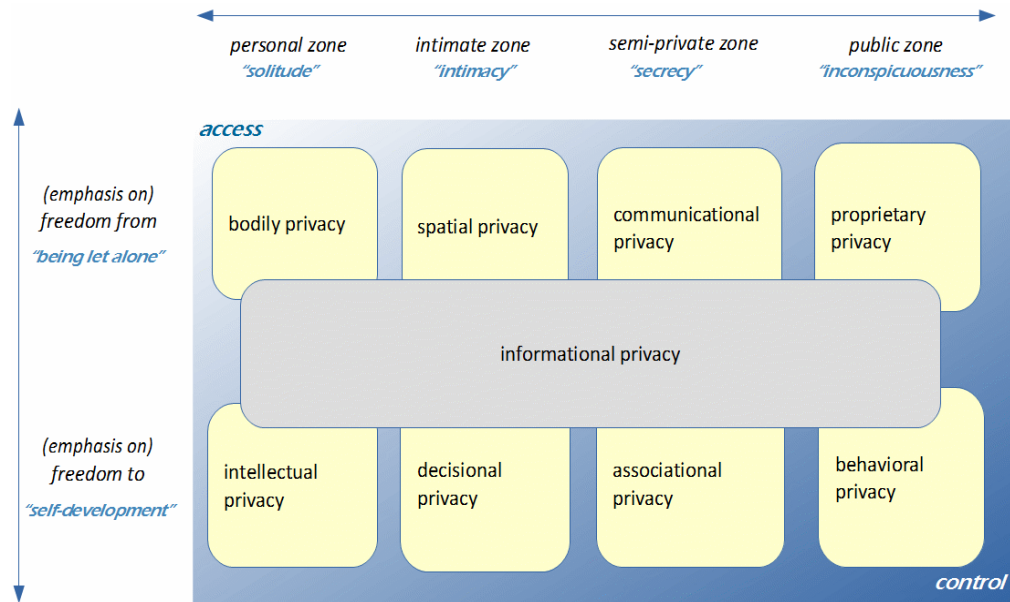 personal zone
“solitude”
intimate zone
“intimacy”
semi-private zone
“secrecy”
public zone
“inconspicuousness”
access
(emphasis on)
freedom from
“being let alone”
bodily privacy
spatial privacy
communicational
privacy
proprietary
privacy
informational privacy
(emphasis on)
freedom to
“self-development”
intellectual
privacy
decisional
privacy
associational
privacy
behavioral
privacy
control